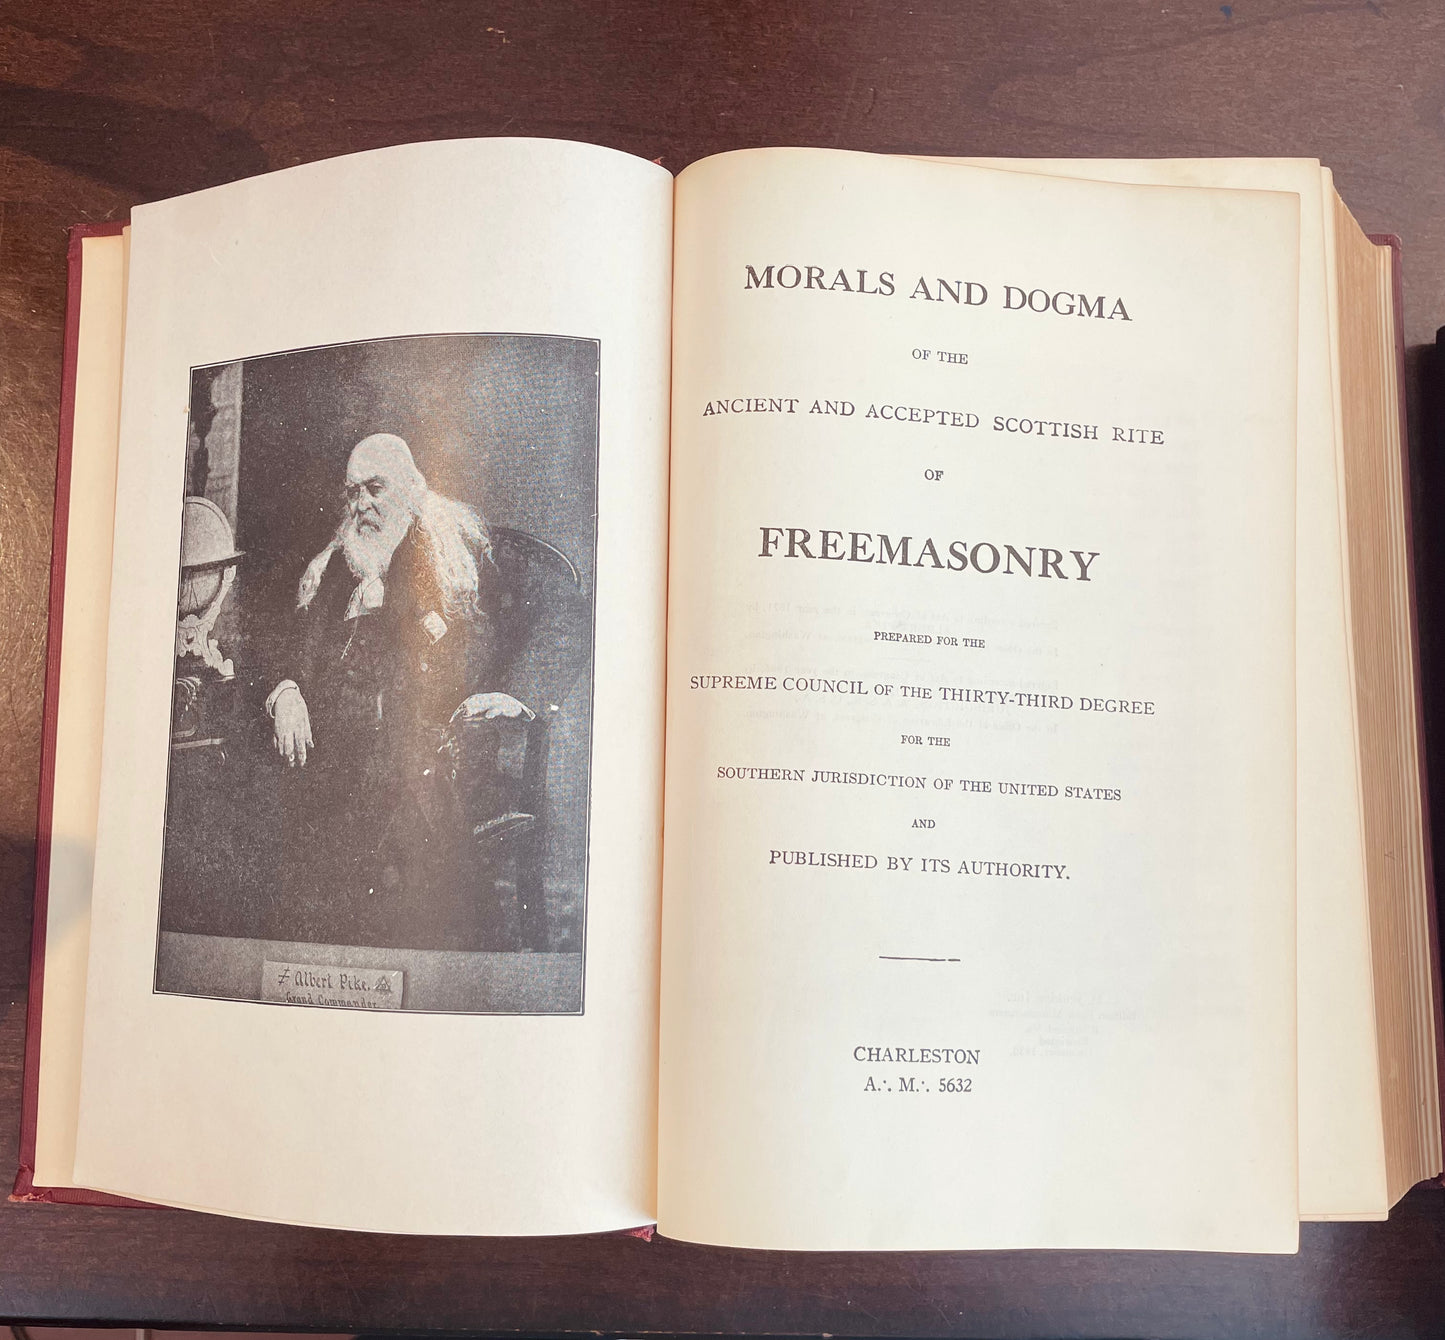 Albert Pike.
Grand Commander
MORALS AND DOGMA
OF THE
ANCIENT AND ACCEPTED SCOTTISH RITE
OF
FREEMASONRY
PREPARED FOR THE
SUPREME COUNCIL OF THE THIRTY-THIRD DEGREE
FOR THE
SOUTHERN JURISDICTION OF THE UNITED STATES
AND
PUBLISHED BY ITS AUTHORITY.
CHARLESTON
A∴ M∴ 5632